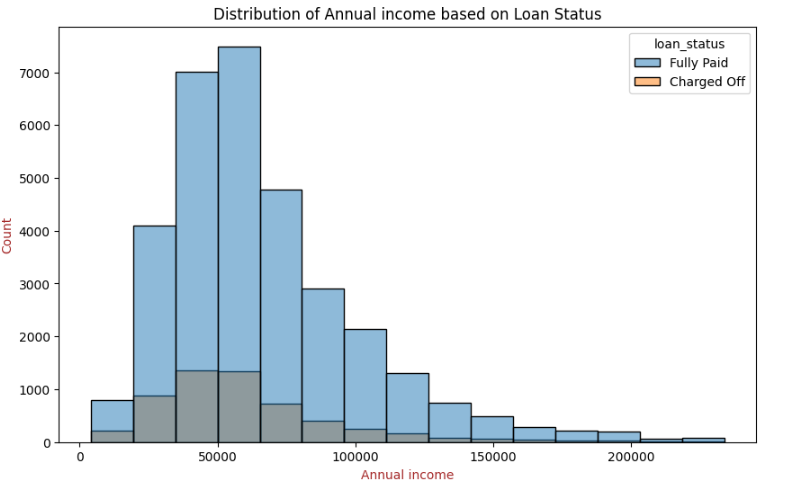 Distribution of Annual income based on Loan Status
loan_status
Fully Paid
Charged Off
7000
6000
5000
4000
3000
2000
1000
0
Count
0
50000
100000
150000
200000
Annual income